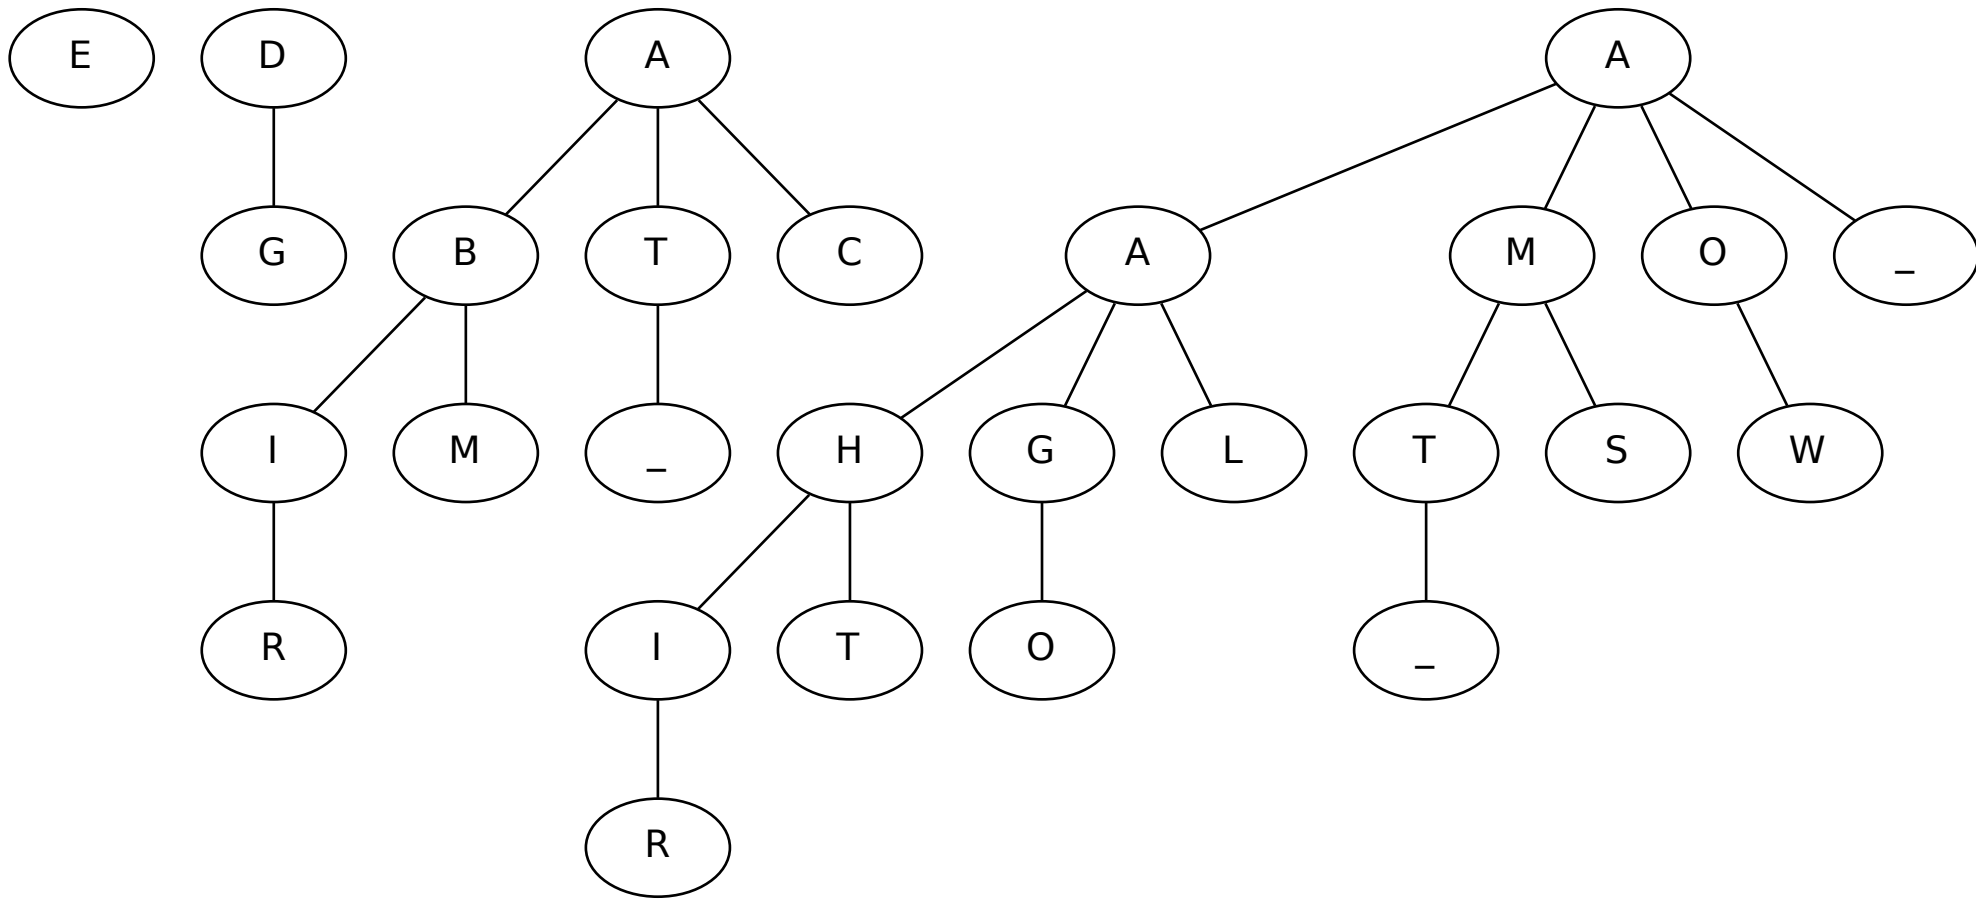 E D A A
G B T C A M O _
I M _ H G L T S W
R I T O _
R